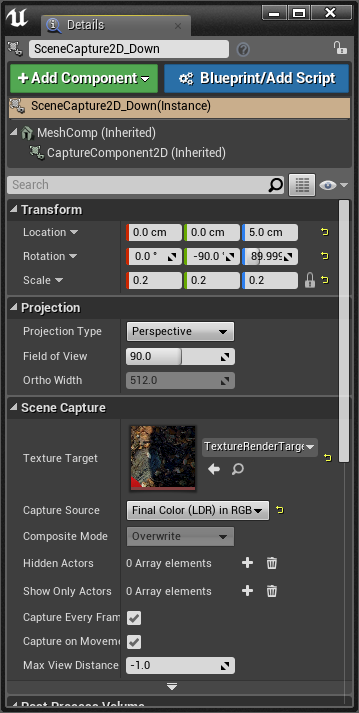 Details
SceneCapture2D_Down
+ Add Component
Blueprint/Add Script
SceneCapture2D_Down(Instance)
MeshComp (Inherited)
CaptureComponent2D (Inherited)
Search
Transform
Location 0.0 cm 0.0 cm 5.0 cm
Rotation 0.0 ° -90.0 ° 89.999
Scale 0.2 0.2 0.2
Projection
Projection Type Perspective
Field of View 90.0
Ortho Width 512.0
Scene Capture
Texture Target TextureRenderTarge
Capture Source Final Color (LDR) in RGB
Composite Mode Overwrite
Hidden Actors 0 Array elements
Show Only Actors 0 Array elements
Capture Every Fram
Capture on Moveme
Max View Distance -1.0
Post Process Volume